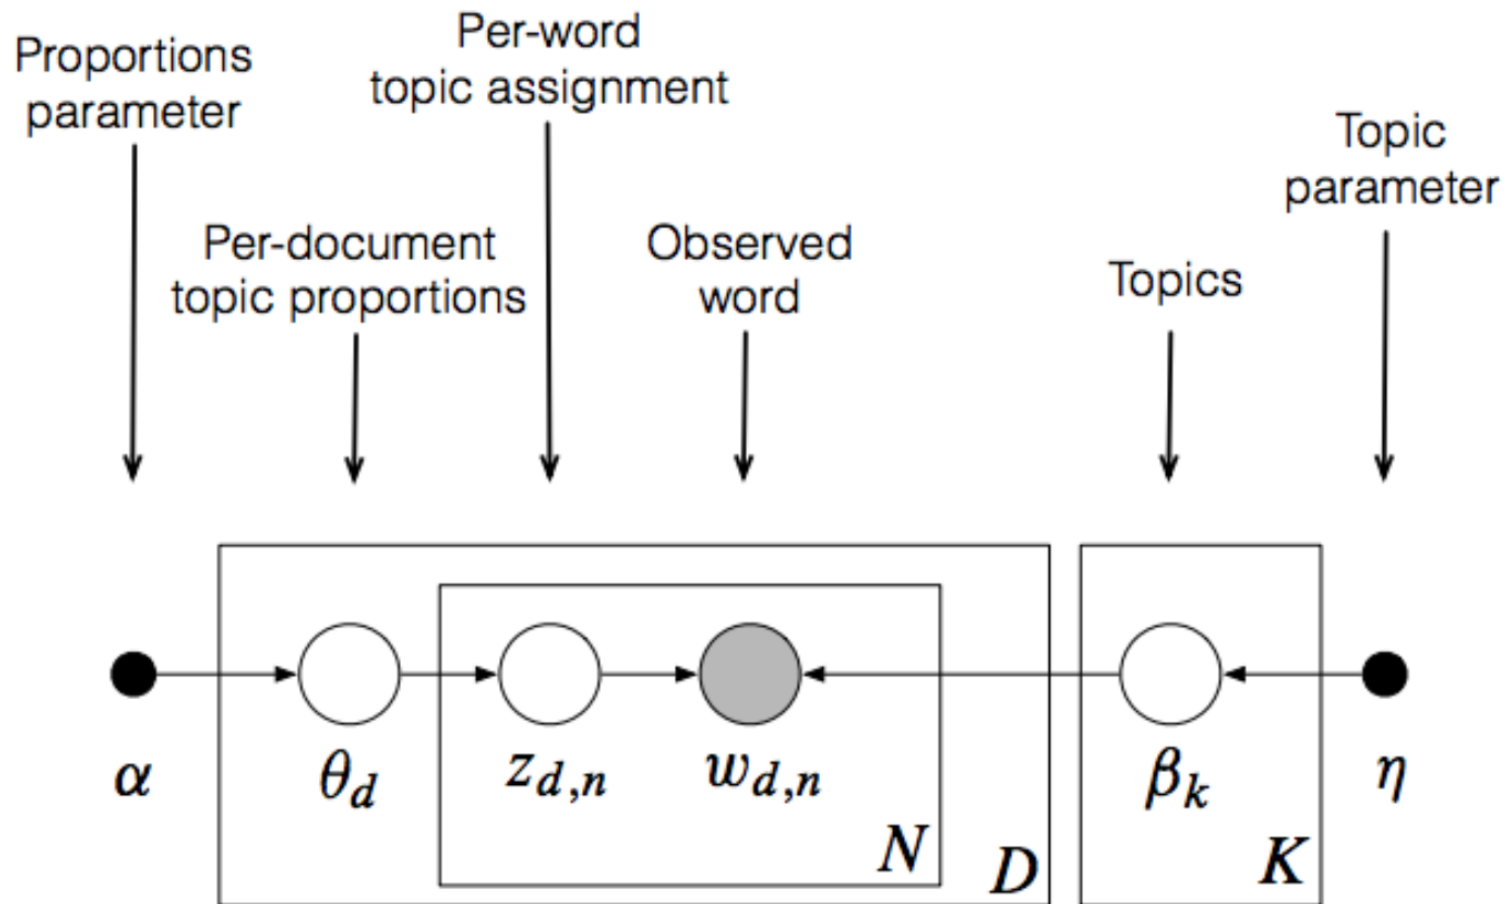 Proportions
parameter
Per-word
topic assignment
Per-document
topic proportions
Observed
word
Topics
Topic
parameter
α
θd
zd,n
wd,n
βk
η
N
D
K